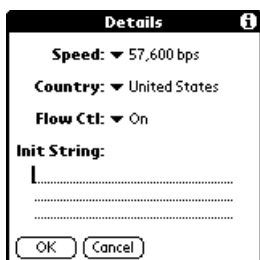 Details i
Speed: 57,600 bps
Country: United States
Flow Ctl: On
Init String:
OK Cancel